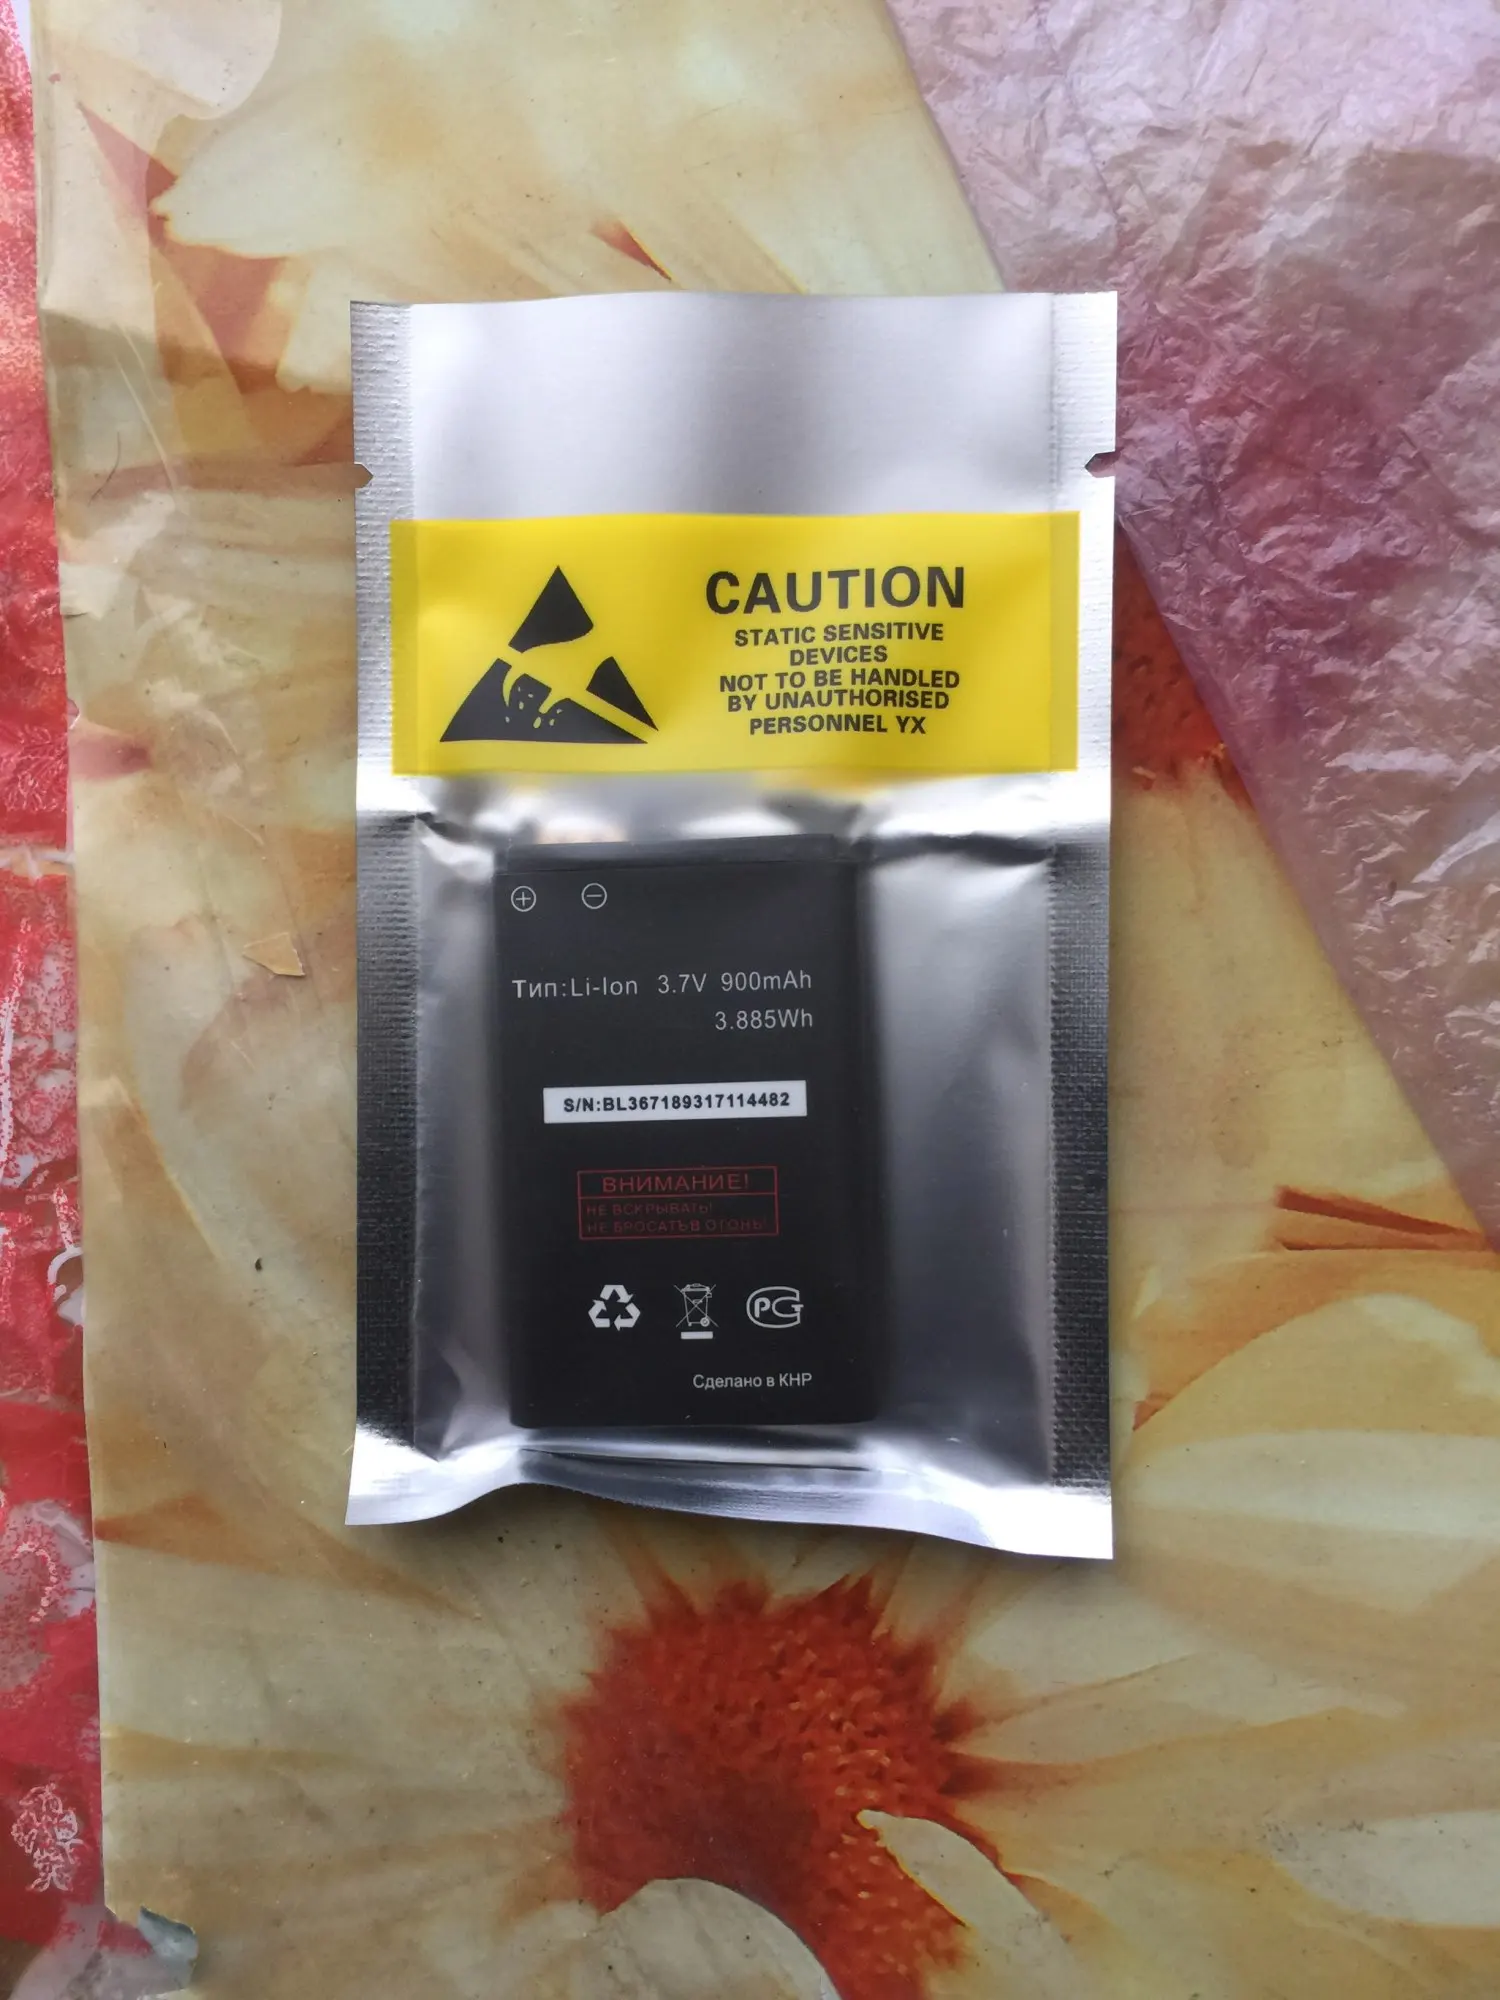 CAUTION
STATIC SENSITIVE
DEVICES
NOT TO BE HANDLED
BY UNAUTHORISED
PERSONNEL YX
Тип:Li-Ion 3.7V 900mAh
3.885Wh
S/N:BL367189317114482
ВНИМАНИЕ!
НЕ ВСКРЫВАТЬ!
НЕ БРОСАТЬ В ОГОНЬ!
РСТ
Сделано в КНР